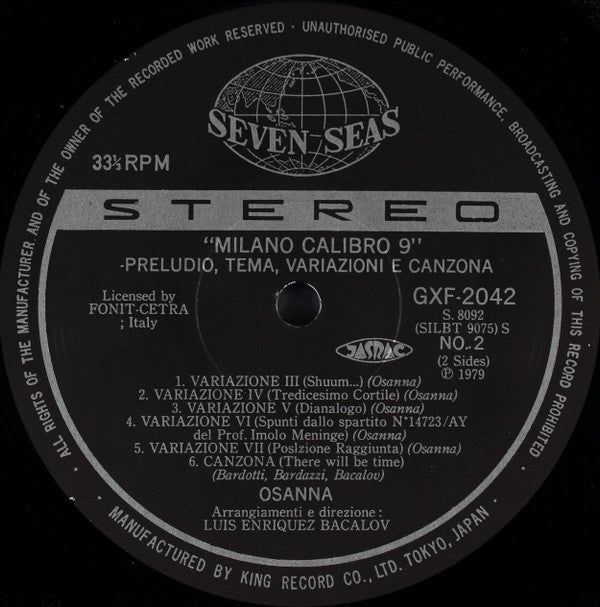 ALL RIGHTS OF THE MANUFACTURER AND OF THE OWNER OF THE RECORDED WORK RESERVED · UNAUTHORISED PUBLIC PERFORMANCE, BROADCASTING AND COPYING OF THIS RECORD PROHIBITED ·
SEVEN SEAS
33⅓ RPM
STEREO
"MILANO CALIBRO 9"
-PRELUDIO, TEMA, VARIAZIONI E CANZONA
Licensed by
FONIT-CETRA
; Italy
GXF-2042
S. 8092
(SILBT 9075) S
NO. 2
(2 Sides)
℗ 1979
JASRAC
1. VARIAZIONE III (Shuum...) (Osanna)
2. VARIAZIONE IV (Tredicesimo Cortile) (Osanna)
3. VARIAZIONE V (Dianalogo) (Osanna)
4. VARIAZIONE VI (Spunti dallo spartito N°14723/AY
del Prof. Imolo Meninge) (Osanna)
5. VARIAZIONE VII (Poslzione Raggiunta) (Osanna)
6. CANZONA (There will be time)
(Bardotti, Bardazzi, Bacalov)
OSANNA
Arrangiamenti e direzione:
LUIS ENRIQUEZ BACALOV
· MANUFACTURED BY KING RECORD CO., LTD. TOKYO, JAPAN ·